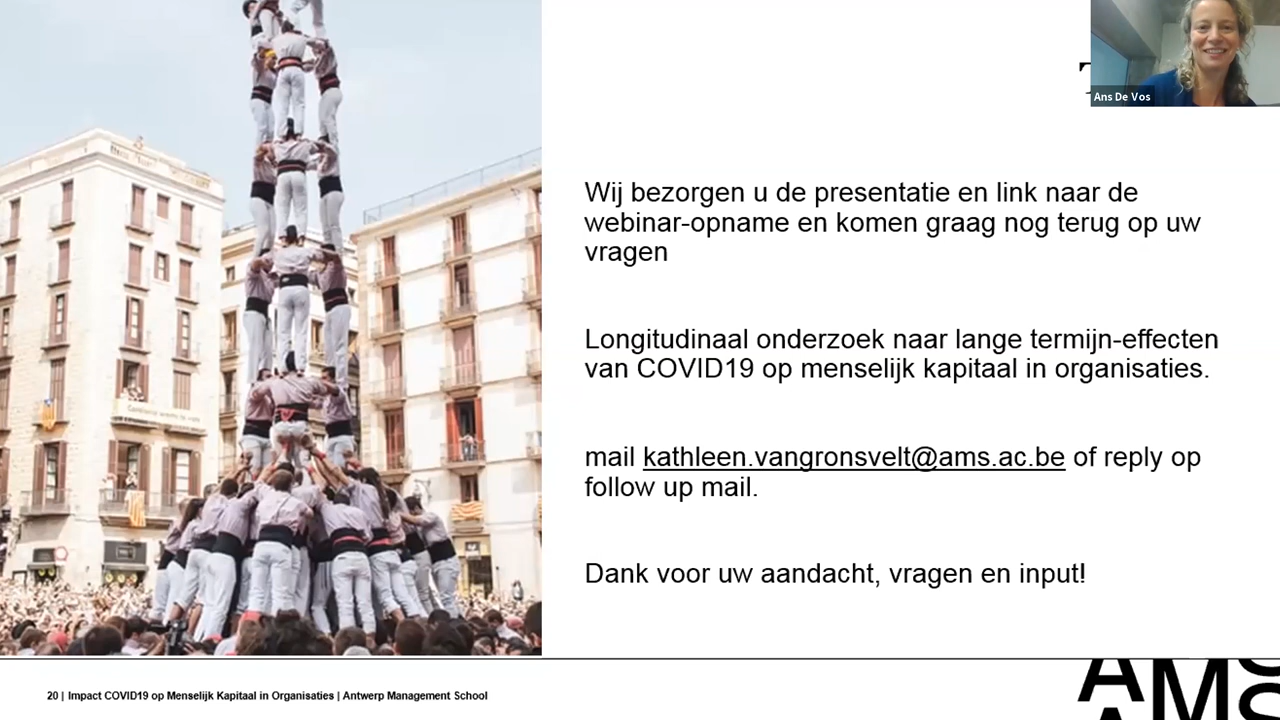 Ans De Vos
Wij bezorgen u de presentatie en link naar de
webinar-opname en komen graag nog terug op uw
vragen
Longitudinaal onderzoek naar lange termijn-effecten
van COVID19 op menselijk kapitaal in organisaties.
mail kathleen.vangronsvelt@ams.ac.be of reply op
follow up mail.
Dank voor uw aandacht, vragen en input!
20 | Impact COVID19 op Menselijk Kapitaal in Organisaties | Antwerp Management School
AMS